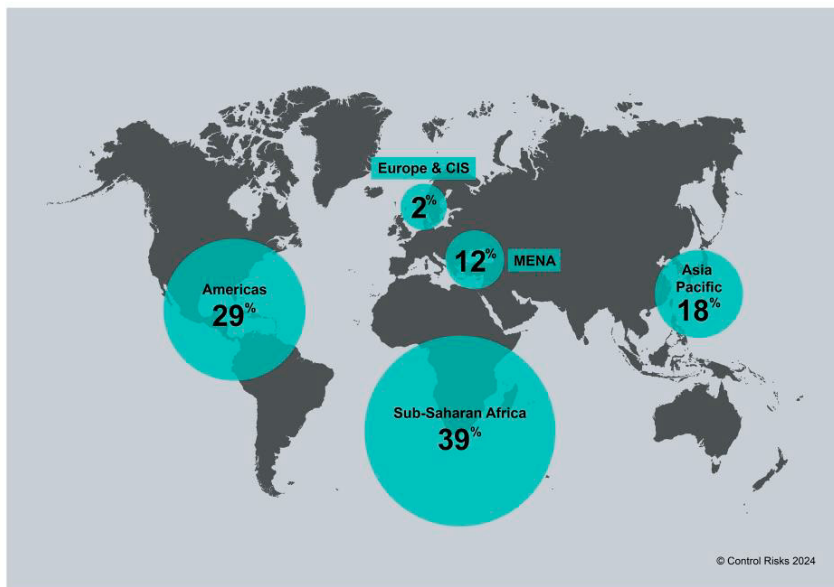 Europe & CIS
2%
12%
MENA
Americas
29%
Asia
Pacific
18%
Sub-Saharan Africa
39%
© Control Risks 2024